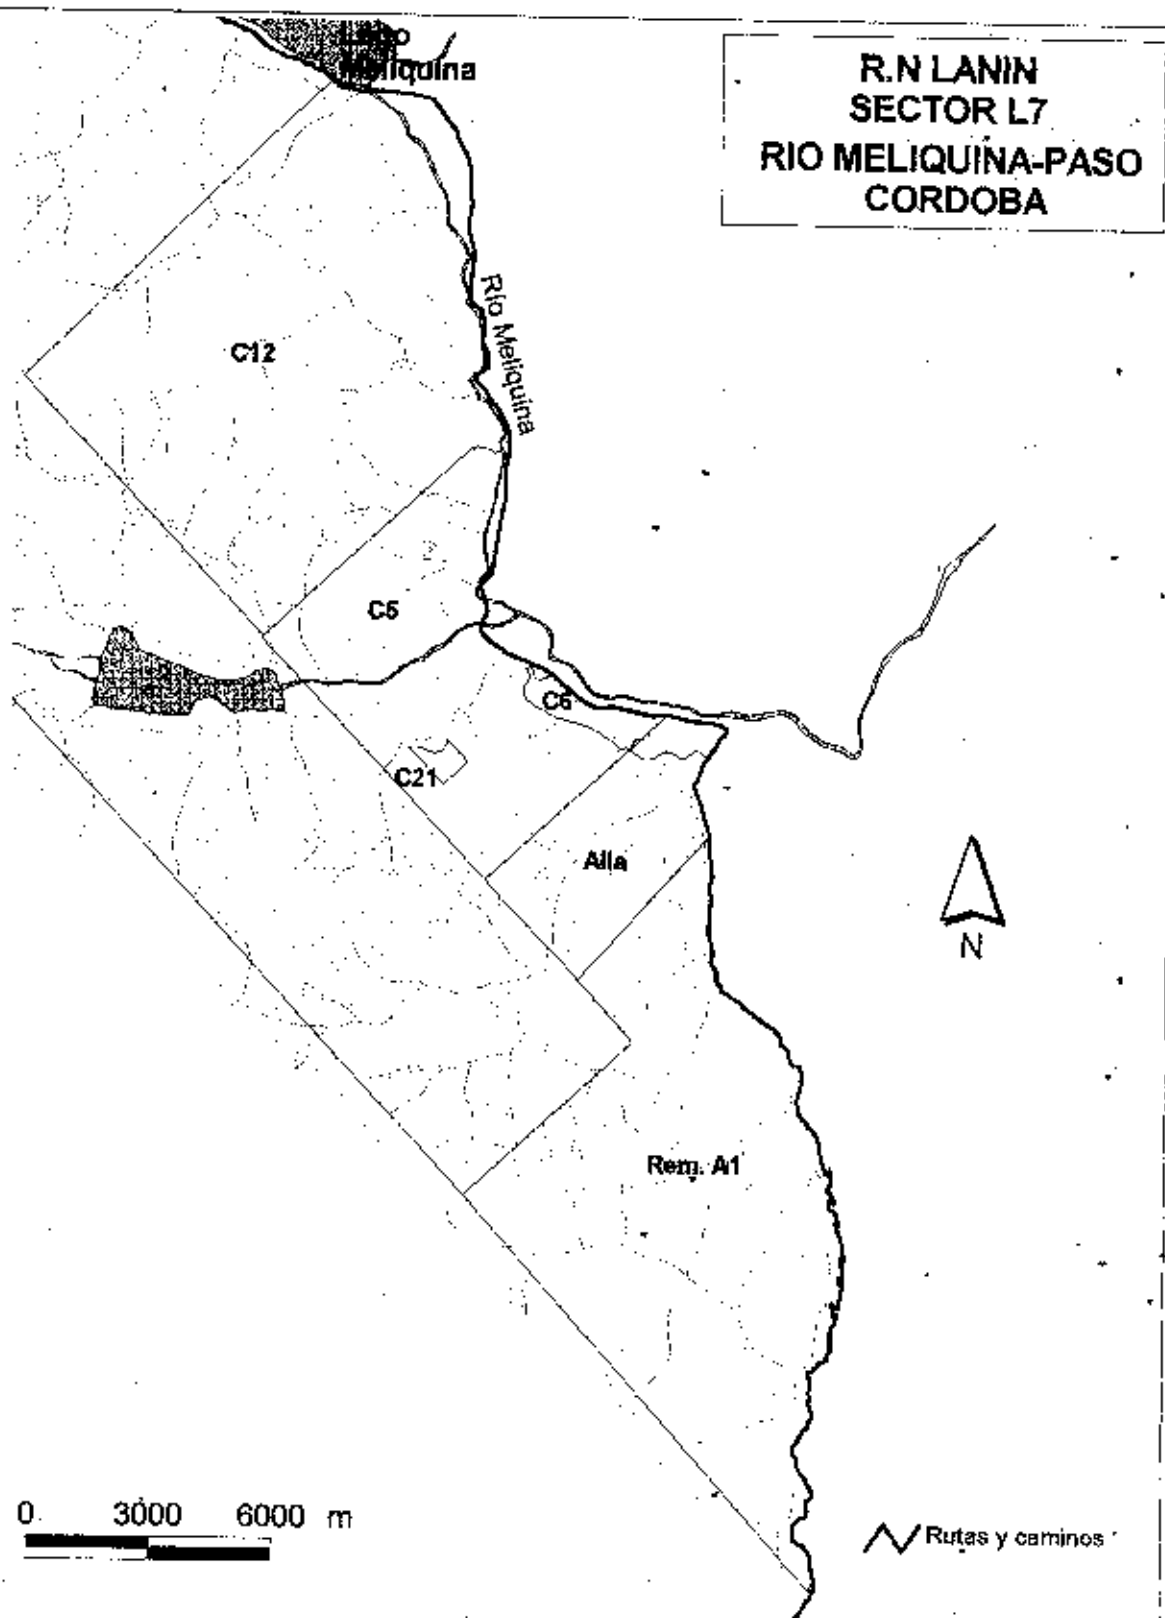 Lago
Meliquina
R.N LANIN
SECTOR L7
RIO MELIQUINA-PASO
CORDOBA
Río Meliquina
C12
C5
C6
C21
AIIa
N
Rem. A1
0 3000 6000 m
Rutas y caminos